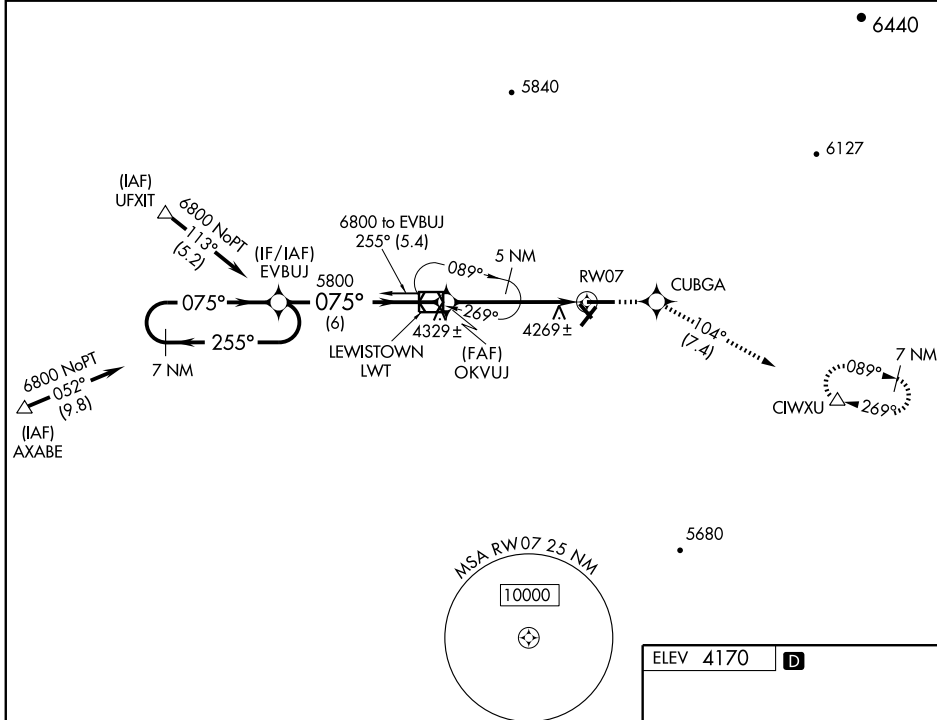 6440
5840
6127
(IAF)
UFXIT
6800 NoPT
113°
(5.2)
(IF/IAF)
EVBUJ
6800 to EVBUJ
255° (5.4)
5 NM
089°
269°
RW07
CUBGA
5800
075°
(6)
075°
255°
7 NM
LEWISTOWN
LWT
4329 ±
(FAF)
OKVUJ
4269 ±
104°
(7.4)
7 NM
089°
269°
CIWXU
6800 NoPT
052°
(9.8)
(IAF)
AXABE
5680
MSA RW07 25 NM
10000
ELEV 4170 D